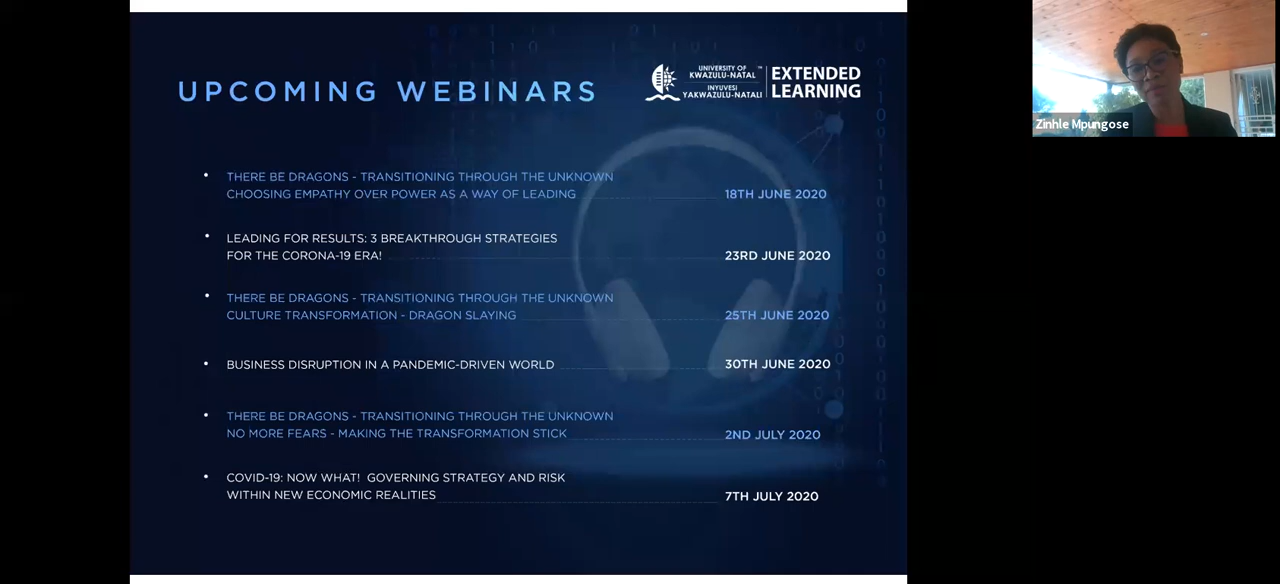 UPCOMING WEBINARS
UNIVERSITY OF ™
KWAZULU-NATAL
INYUVESI
YAKWAZULU-NATALI
EXTENDED
LEARNING
THERE BE DRAGONS - TRANSITIONING THROUGH THE UNKNOWN
CHOOSING EMPATHY OVER POWER AS A WAY OF LEADING 18TH JUNE 2020
LEADING FOR RESULTS: 3 BREAKTHROUGH STRATEGIES
FOR THE CORONA-19 ERA! 23RD JUNE 2020
THERE BE DRAGONS - TRANSITIONING THROUGH THE UNKNOWN
CULTURE TRANSFORMATION - DRAGON SLAYING 25TH JUNE 2020
BUSINESS DISRUPTION IN A PANDEMIC-DRIVEN WORLD 30TH JUNE 2020
THERE BE DRAGONS - TRANSITIONING THROUGH THE UNKNOWN
NO MORE FEARS - MAKING THE TRANSFORMATION STICK 2ND JULY 2020
COVID-19: NOW WHAT! GOVERNING STRATEGY AND RISK
WITHIN NEW ECONOMIC REALITIES 7TH JULY 2020
Zinhle Mpungose